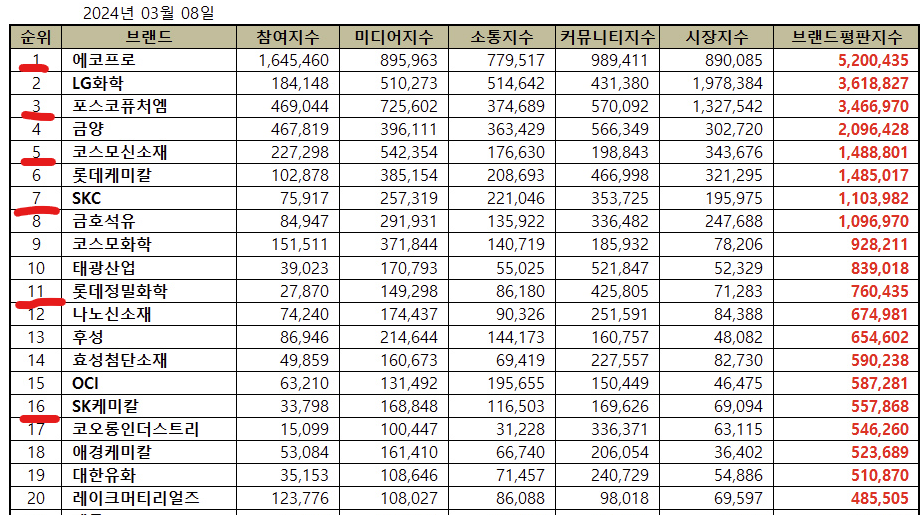 2024년 03월 08일
순위 브랜드 참여지수 미디어지수 소통지수 커뮤니티지수 시장지수 브랜드평판지수
1 에코프로 1,645,460 895,963 779,517 989,411 890,085 5,200,435
2 LG화학 184,148 510,273 514,642 431,380 1,978,384 3,618,827
3 포스코퓨처엠 469,044 725,602 374,689 570,092 1,327,542 3,466,970
4 금양 467,819 396,111 363,429 566,349 302,720 2,096,428
5 코스모신소재 227,298 542,354 176,630 198,843 343,676 1,488,801
6 롯데케미칼 102,878 385,154 208,693 466,998 321,295 1,485,017
7 SKC 75,917 257,319 221,046 353,725 195,975 1,103,982
8 금호석유 84,947 291,931 135,922 336,482 247,688 1,096,970
9 코스모화학 151,511 371,844 140,719 185,932 78,206 928,211
10 태광산업 39,023 170,793 55,025 521,847 52,329 839,018
11 롯데정밀화학 27,870 149,298 86,180 425,805 71,283 760,435
12 나노신소재 74,240 174,437 90,326 251,591 84,388 674,981
13 후성 86,946 214,644 144,173 160,757 48,082 654,602
14 효성첨단소재 49,859 160,673 69,419 227,557 82,730 590,238
15 OCI 63,210 131,492 195,655 150,449 46,475 587,281
16 SK케미칼 33,798 168,848 116,503 169,626 69,094 557,868
17 코오롱인더스트리 15,099 100,447 31,228 336,371 63,115 546,260
18 애경케미칼 53,084 161,410 66,740 206,054 36,402 523,689
19 대한유화 35,153 108,646 71,457 240,729 54,886 510,870
20 레이크머티리얼즈 123,776 108,027 86,088 98,018 69,597 485,505